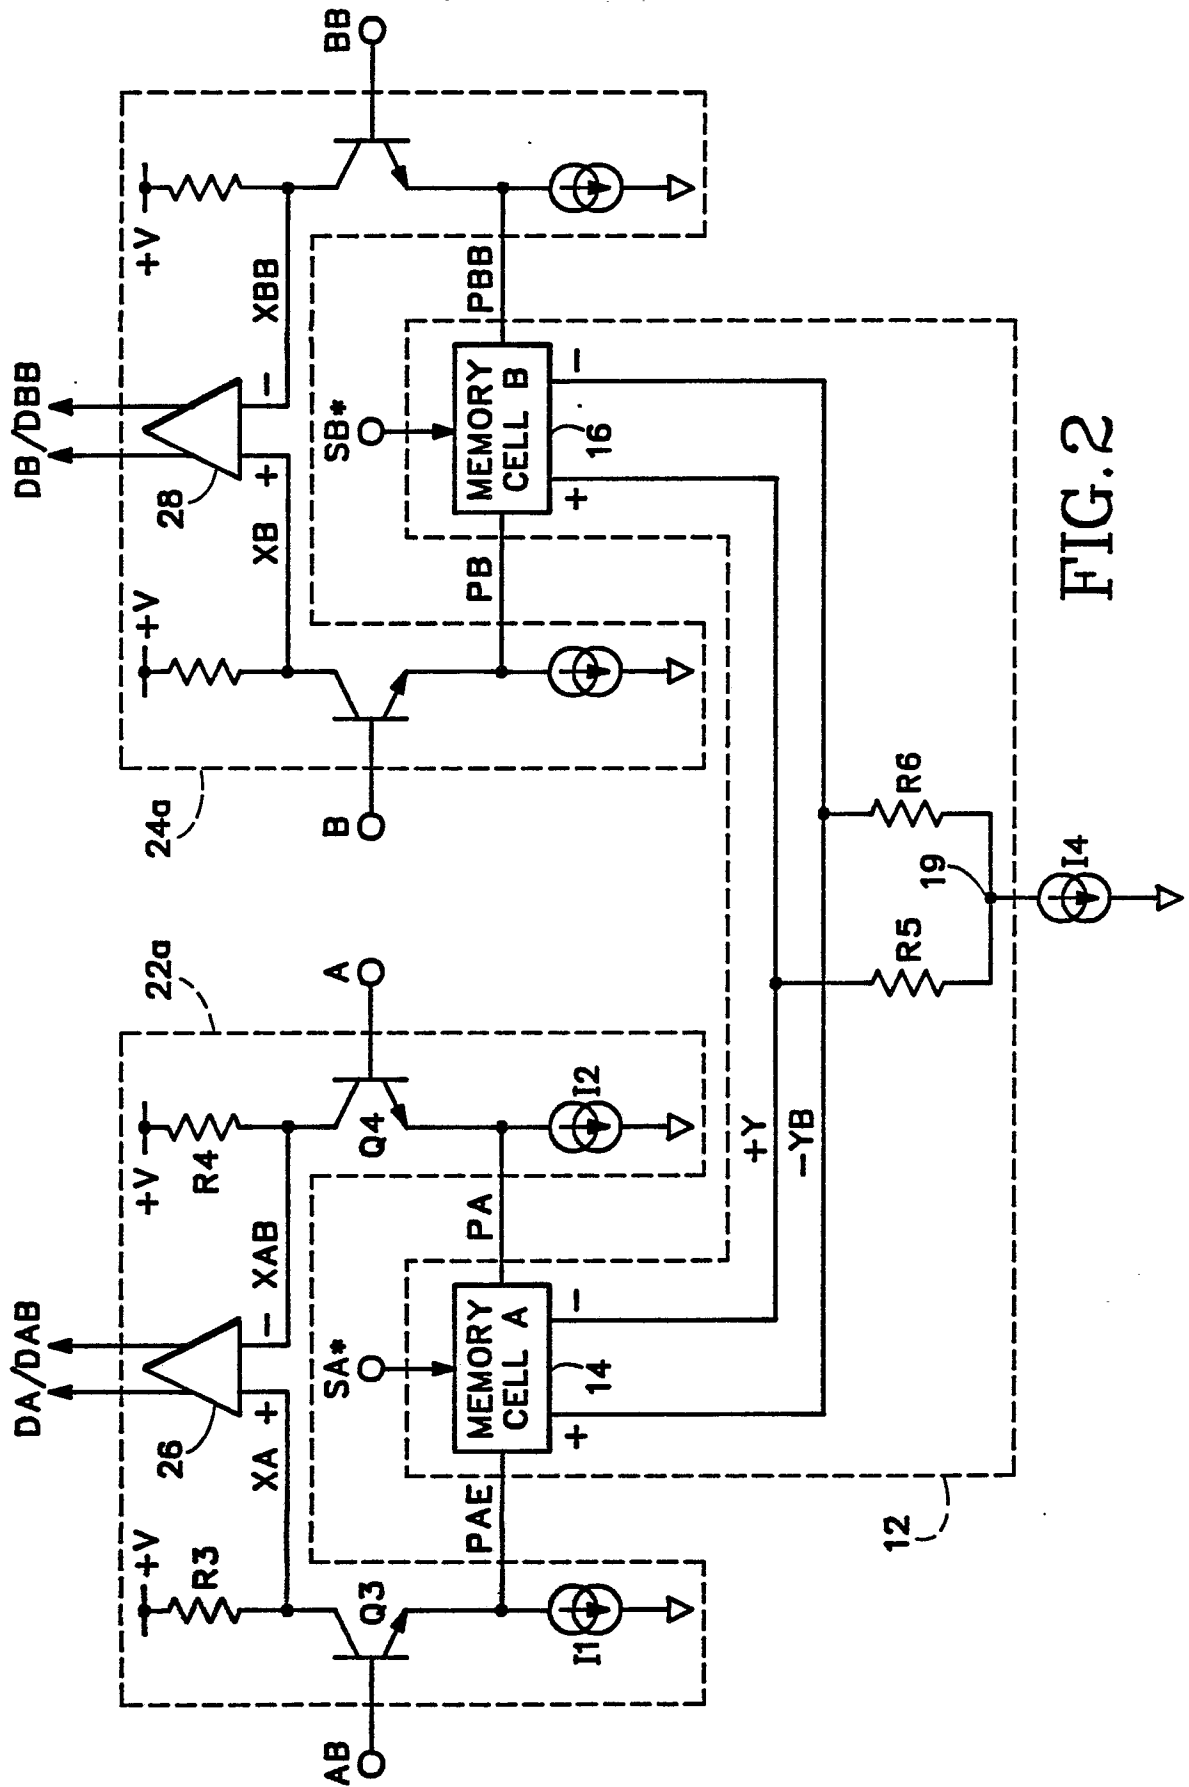 DA/DAB
DB/DBB
+V
R3
26
XA
+
-
XAB
+V
R4
22a
24a
+V
XB
28
+
-
XBB
+V
AB
Q3
SA*
Q4
A
B
SB*
BB
PAE
MEMORY
CELL A
PA
PB
MEMORY
CELL B
PBB
I1
+
14
-
I2
+
16
-
+Y
-YB
12
R5
19
R6
I4
FIG.2